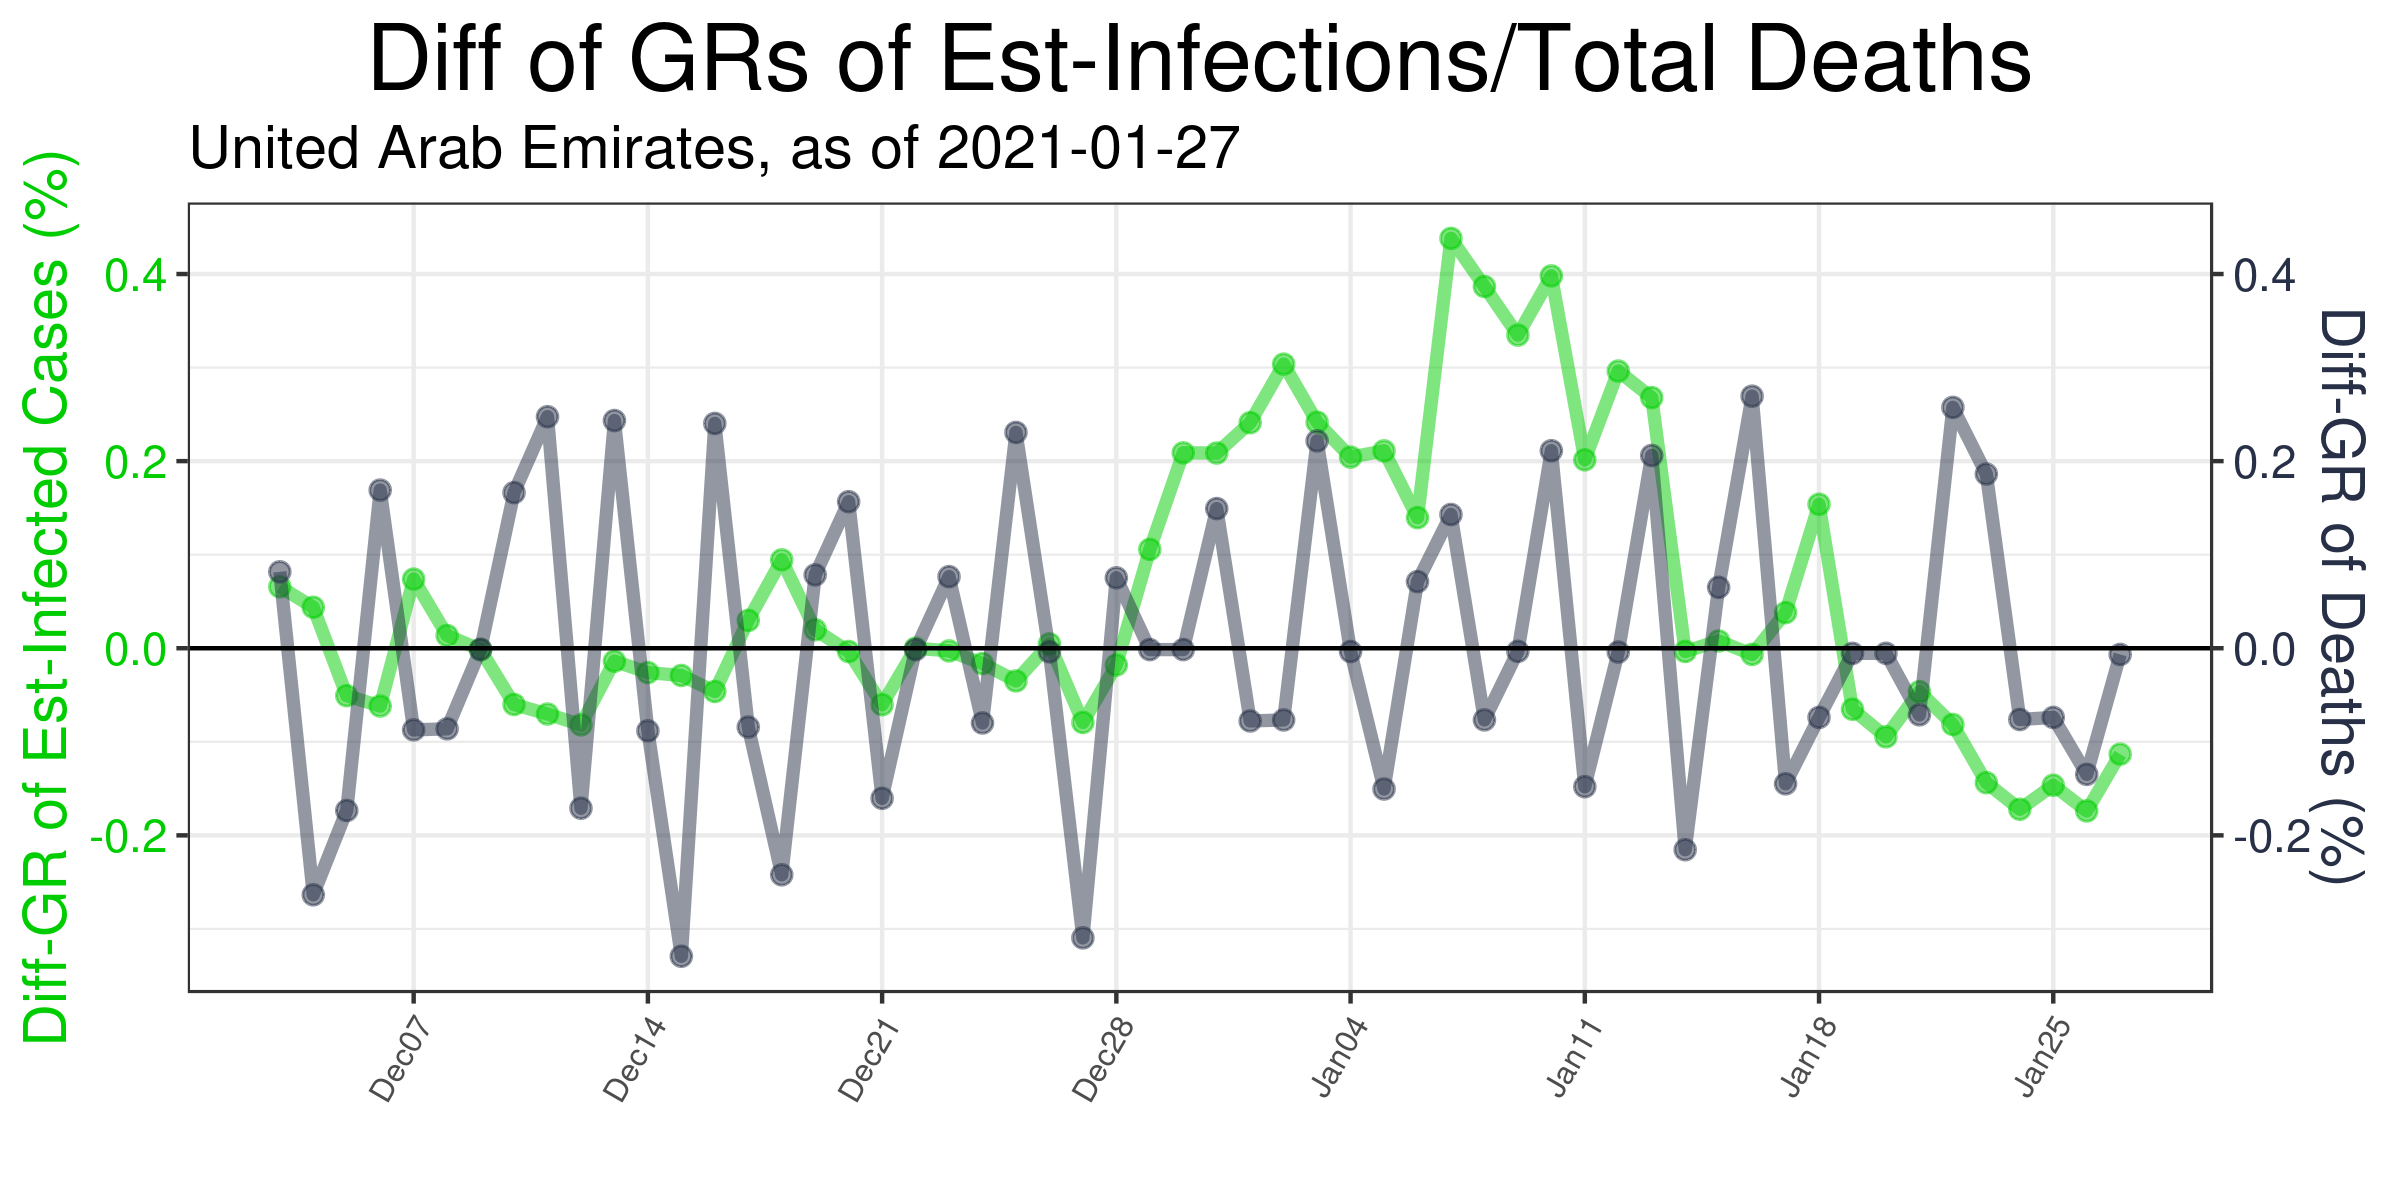 Diff of GRs of Est-Infections/Total Deaths
United Arab Emirates, as of 2021-01-27
Diff-GR of Est-Infected Cases (%)
0.4
0.2
0.0
-0.2
0.4
0.2
0.0
-0.2
Diff-GR of Deaths (%)
Dec07
Dec14
Dec21
Dec28
Jan04
Jan11
Jan18
Jan25